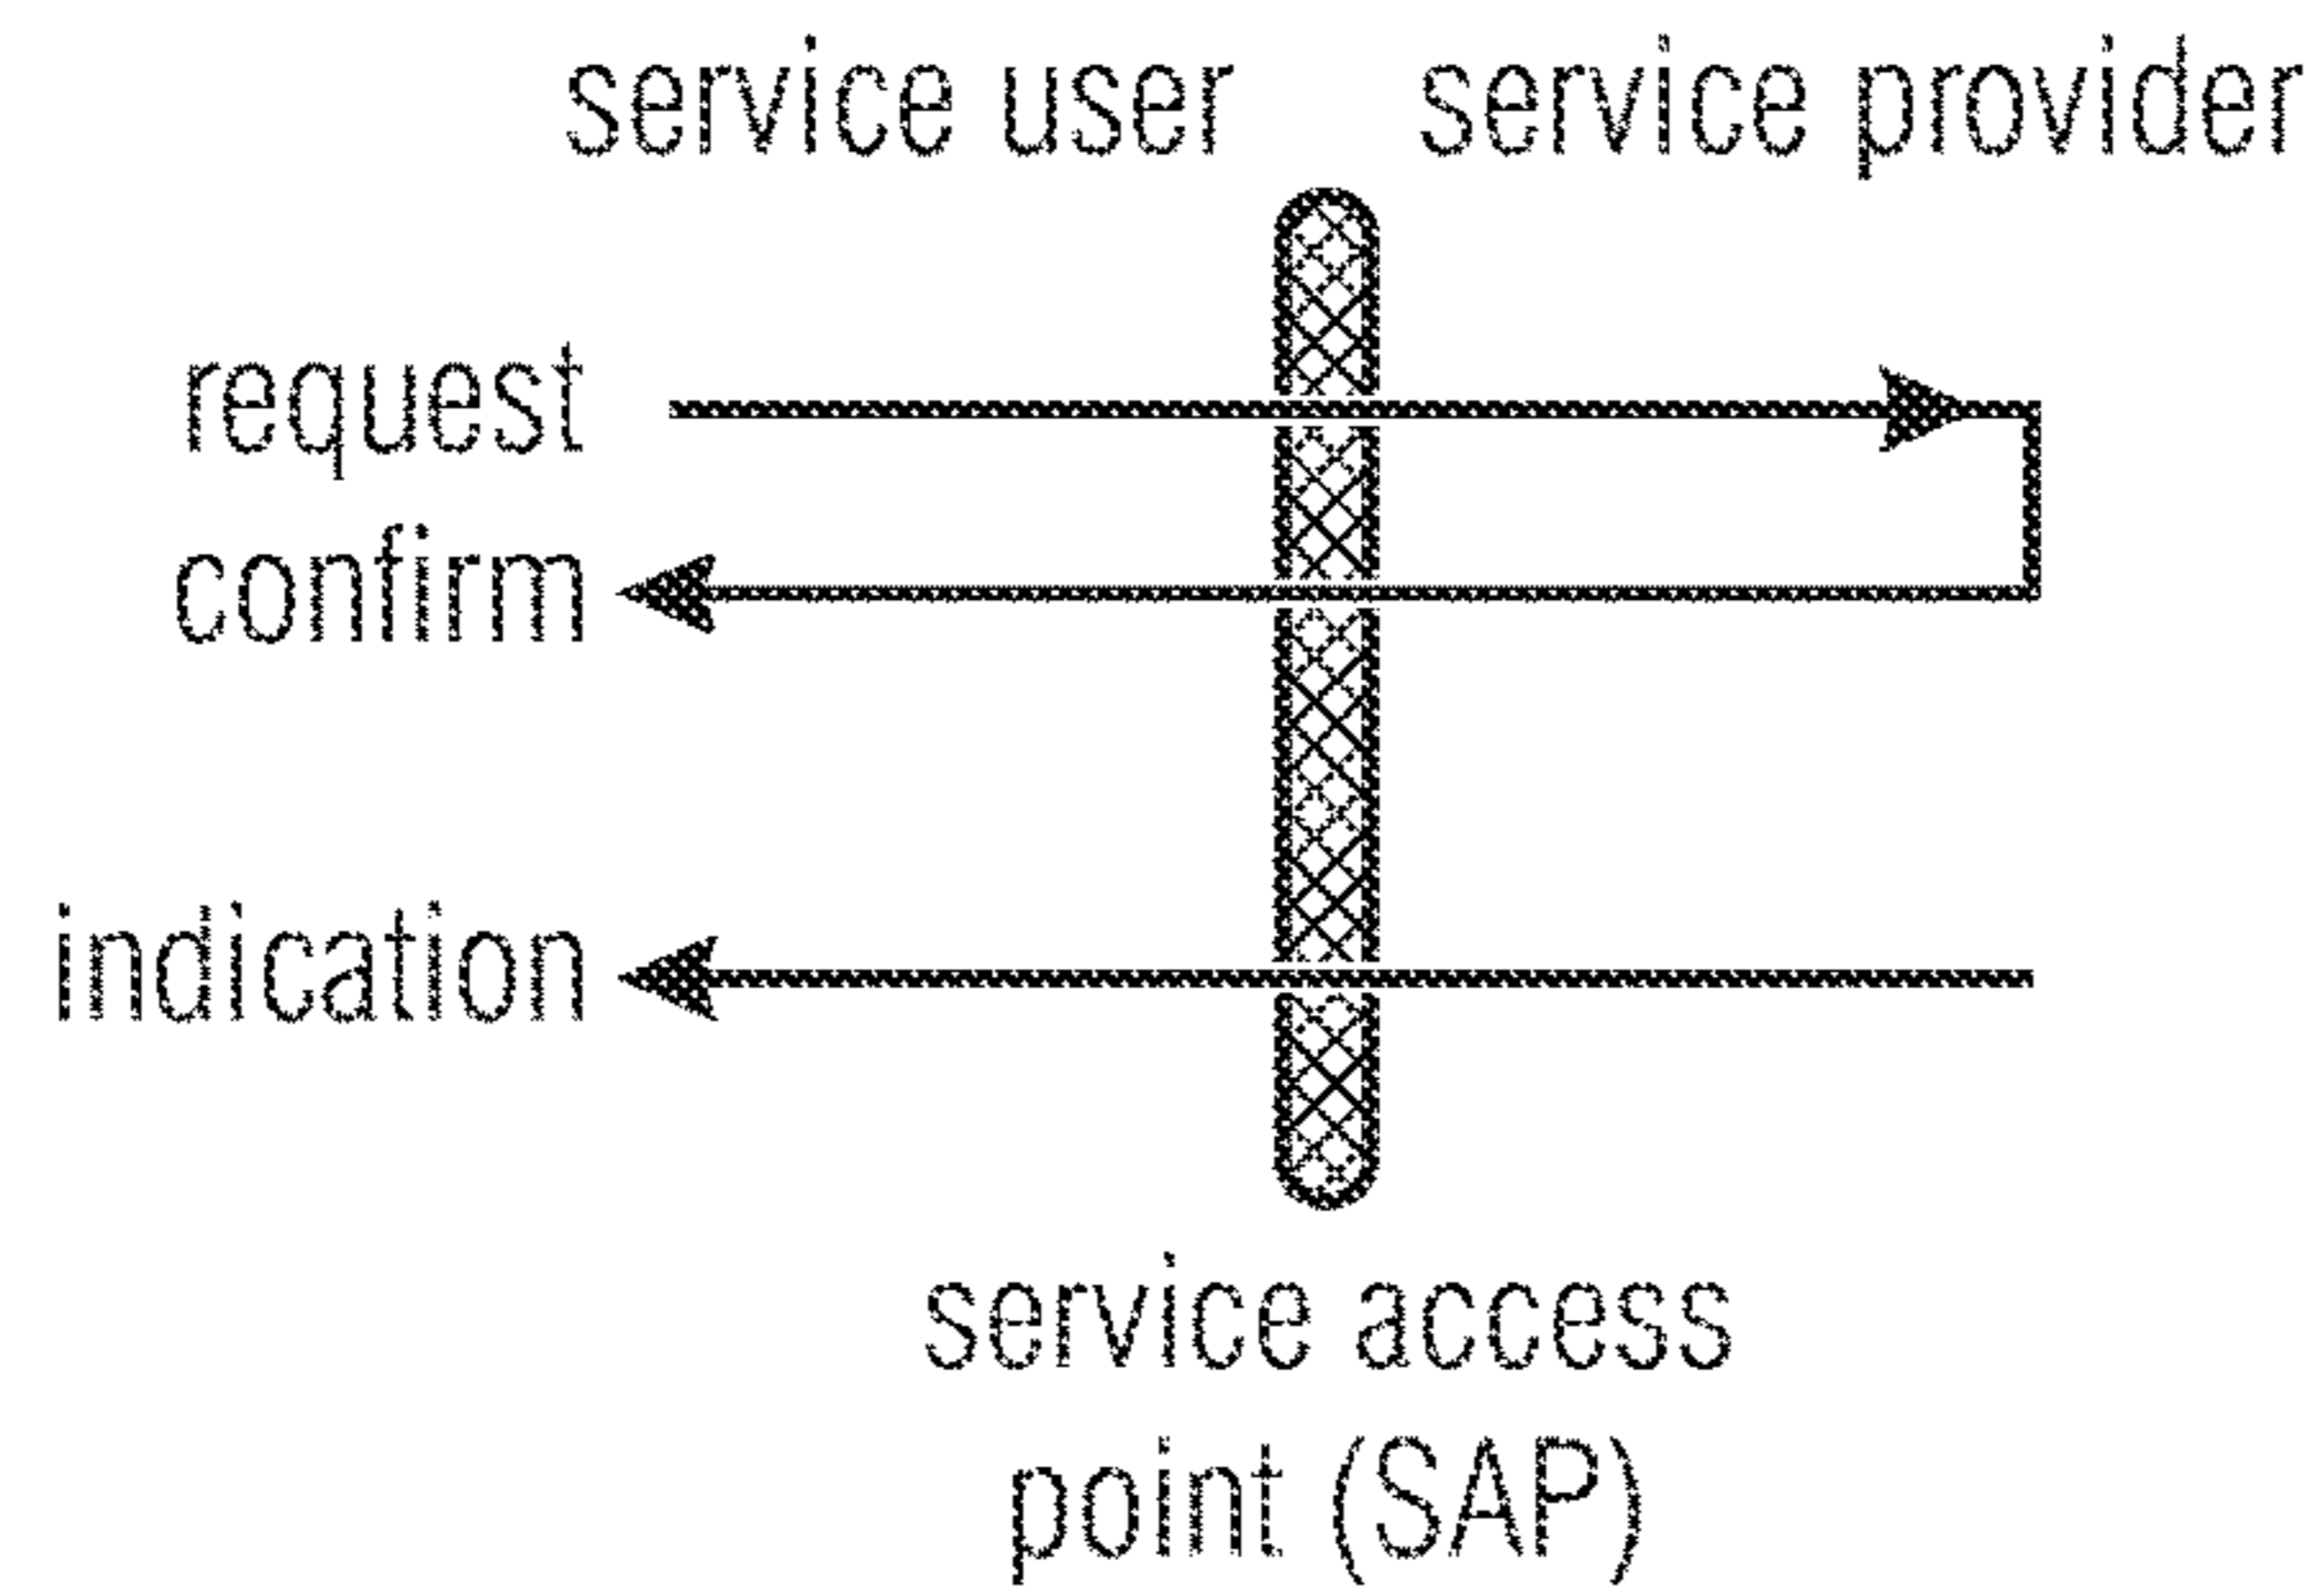 service user service provider
request
confirm
indication
service access
point (SAP)